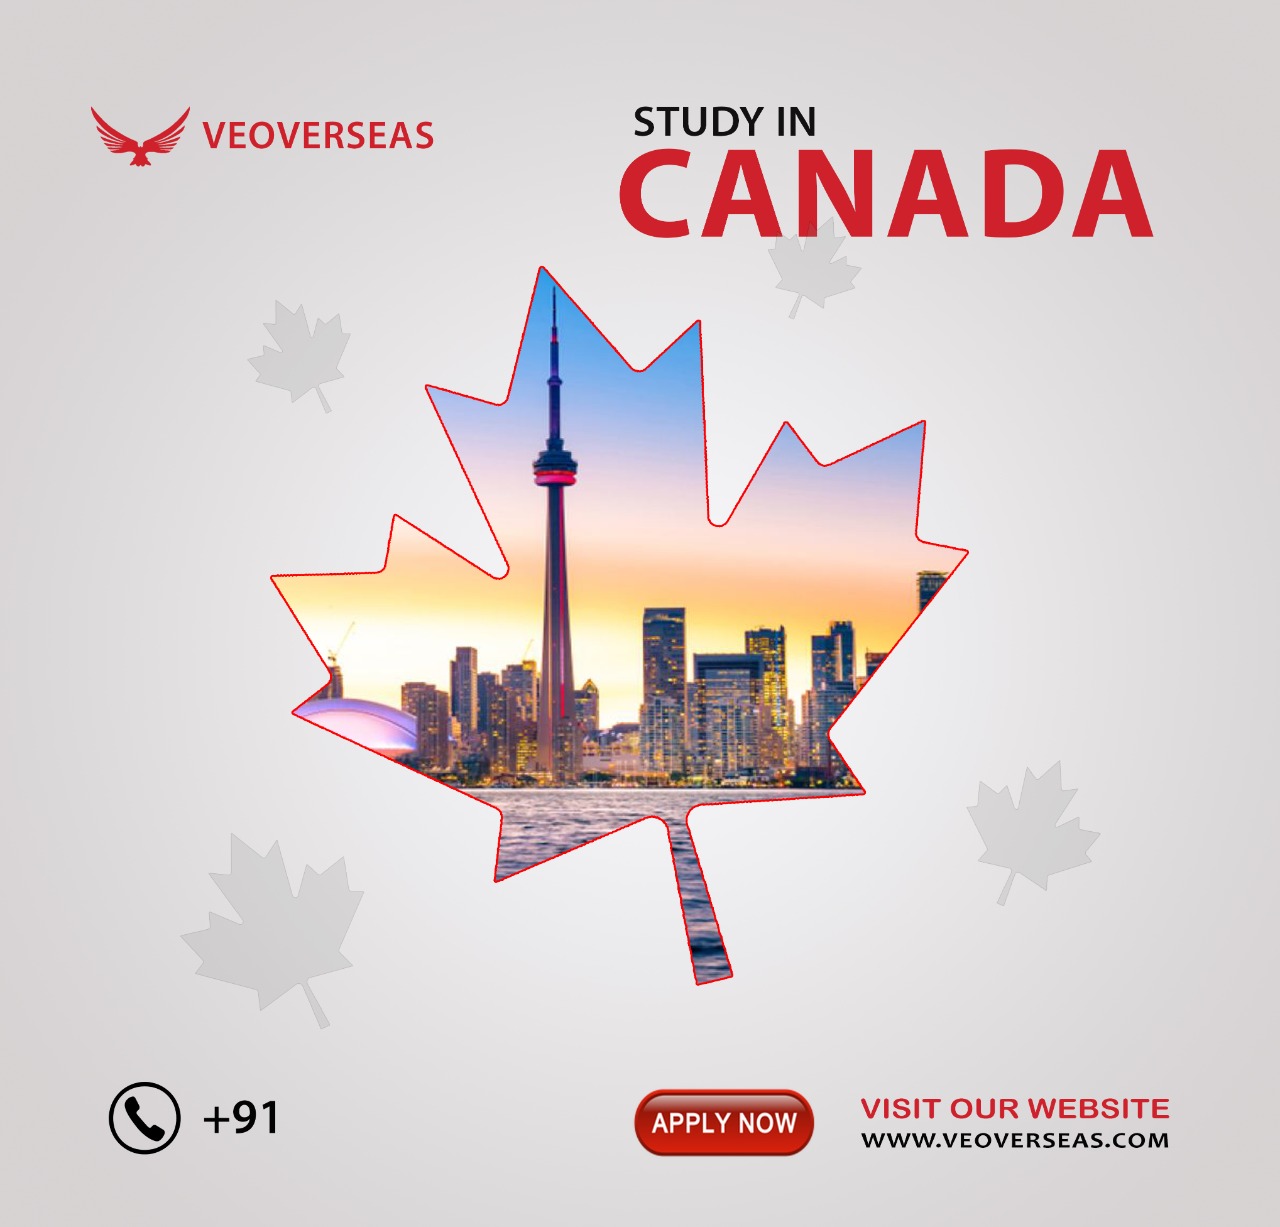 VEOVERSEAS
STUDY IN
CANADA
+91
APPLY NOW
VISIT OUR WEBSITE
WWW.VEOVERSEAS.COM